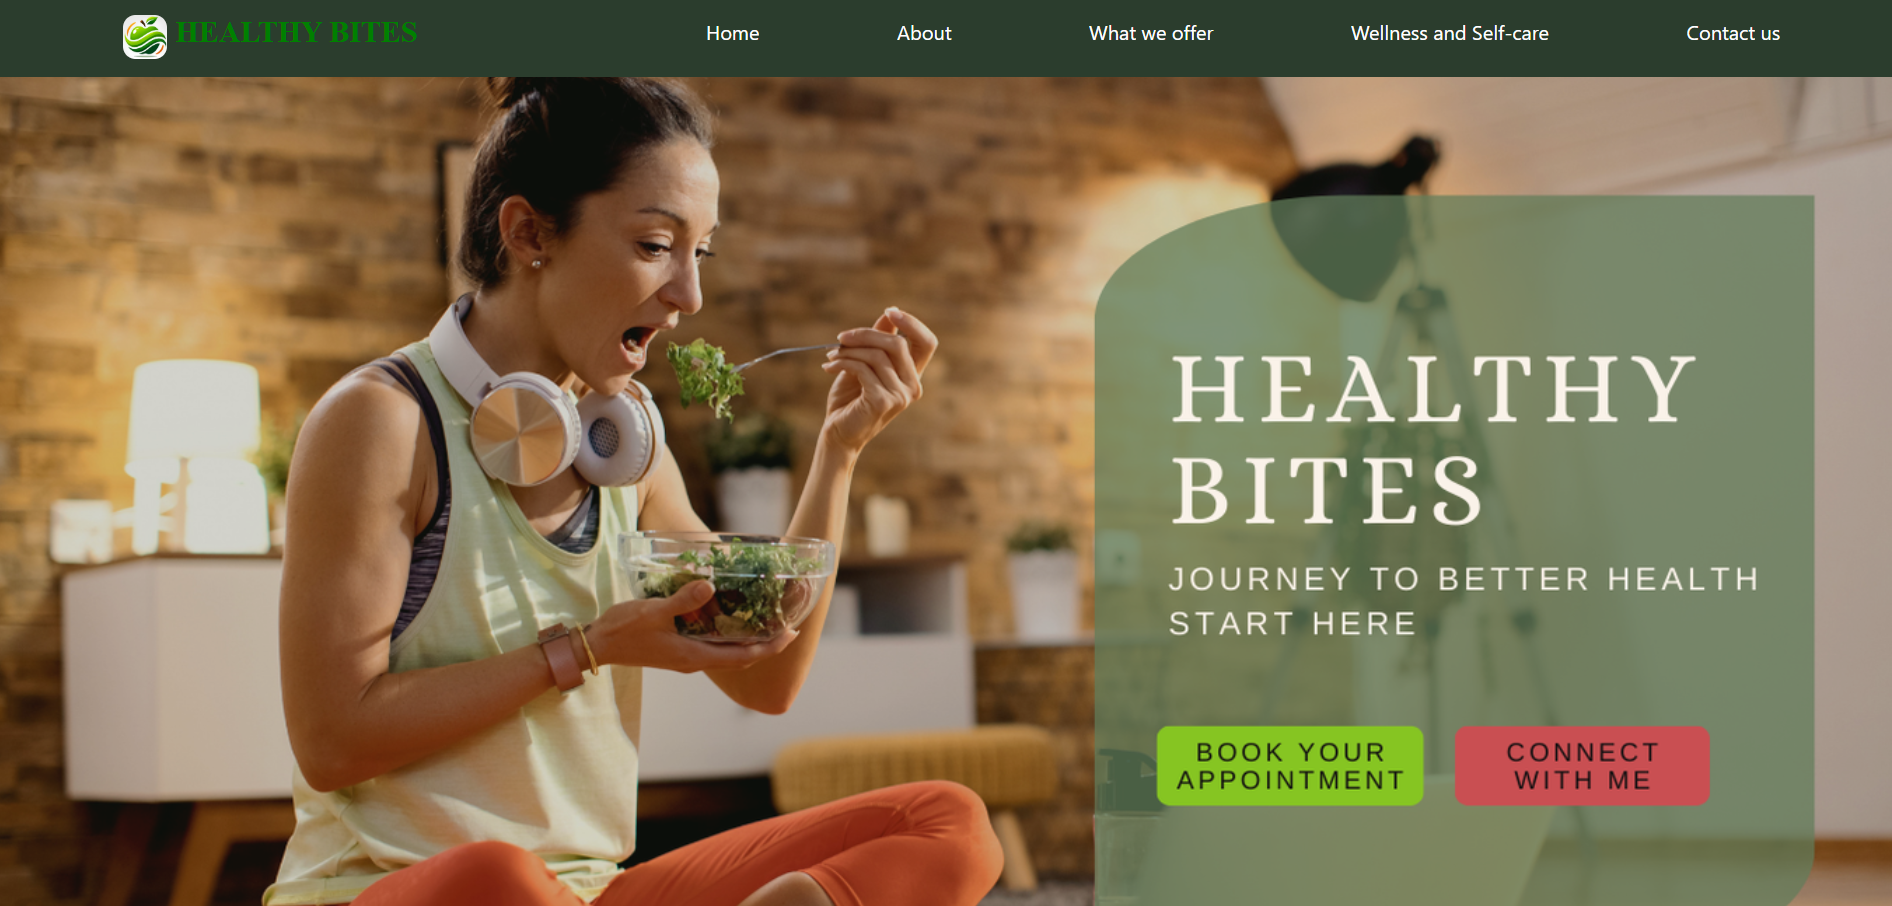 HEALTHY BITES
Home
About
What we offer
Wellness and Self-care
Contact us
HEALTHY
BITES
JOURNEY TO BETTER HEALTH
START HERE
BOOK YOUR
APPOINTMENT
CONNECT
WITH ME